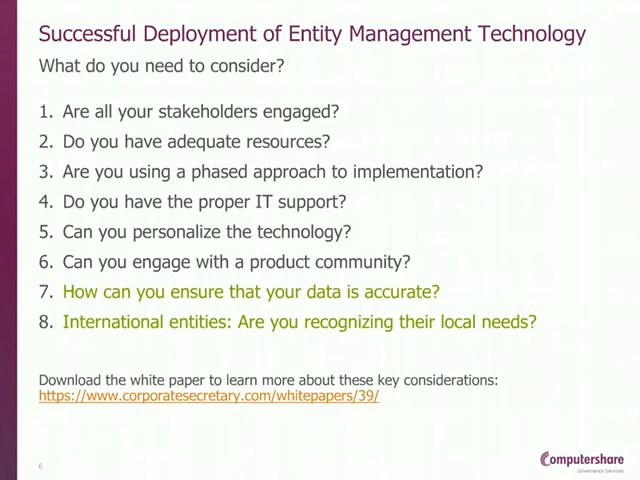 Successful Deployment of Entity Management Technology
What do you need to consider?
1. Are all your stakeholders engaged?
2. Do you have adequate resources?
3. Are you using a phased approach to implementation?
4. Do you have the proper IT support?
5. Can you personalize the technology?
6. Can you engage with a product community?
7. How can you ensure that your data is accurate?
8. International entities: Are you recognizing their local needs?
Download the white paper to learn more about these key considerations:
https://www.corporatesecretary.com/whitepapers/39/
6
Computershare
Governance Services